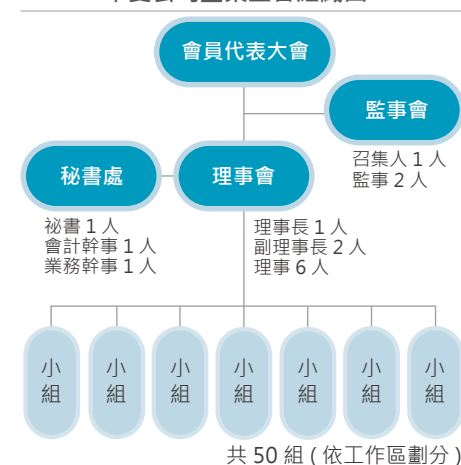 會員代表大會
監事會
召集人 1 人
監事 2 人
秘書處
理事會
祕書 1 人
會計幹事 1 人
業務幹事 1 人
理事長 1 人
副理事長 2 人
理事 6 人
小組
小組
小組
小組
小組
小組
小組
共 50 組 ( 依工作區劃分 )